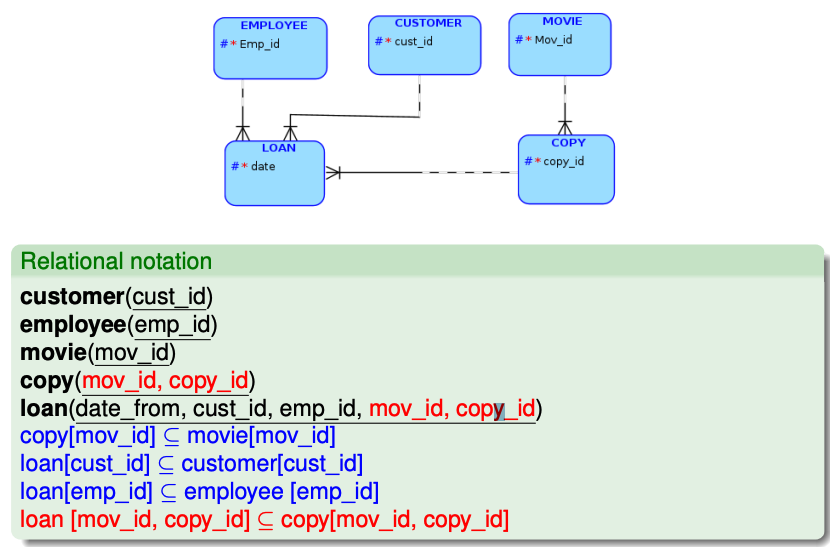 EMPLOYEE
#*Emp_id
CUSTOMER
#*cust_id
MOVIE
#*Mov_id
LOAN
#*date
COPY
#*copy_id
Relational notation
customer(cust_id)
employee(emp_id)
movie(mov_id)
copy(mov_id, copy_id)
loan(date_from, cust_id, emp_id, mov_id, copy_id)
copy[mov_id] ⊆ movie[mov_id]
loan[cust_id] ⊆ customer[cust_id]
loan[emp_id] ⊆ employee [emp_id]
loan [mov_id, copy_id] ⊆ copy[mov_id, copy_id]